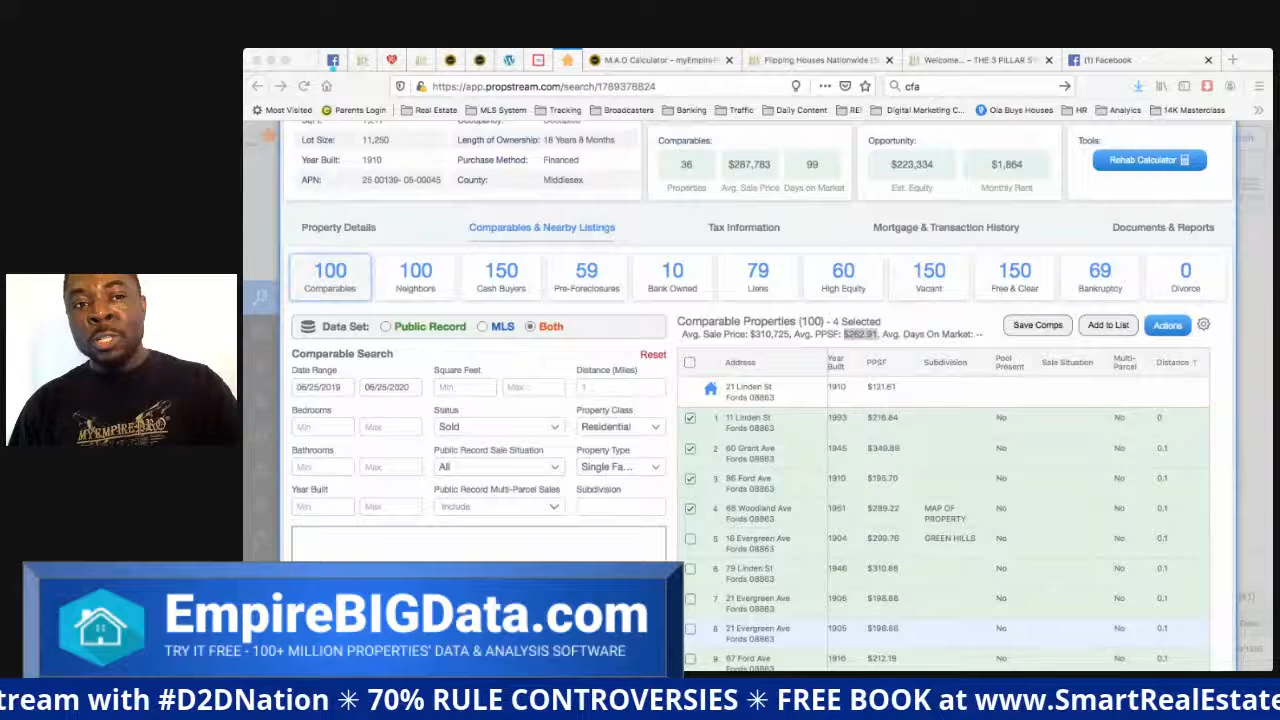 M.A.O Calculator - myEmpire
Flipping Houses Nationwide (S
Welcome... – THE 3 PILLAR S
(1) Facebook
https://app.propstream.com/search/1789378824
cfa
Most Visited
Parents Login
Real Estate
MLS System
Tracking
Broadcasters
Banking
Traffic
Daily Content
REI
Digital Marketing C...
Ola Buys Houses
HR
Analytics
14K Masterclass
Lot Size: 11,250
Length of Ownership: 18 Years 8 Months
Year Built: 1910
Purchase Method: Financed
APN: 25 00139- 05-00045
County: Middlesex
Comparables:
36 $287,783 99
Properties Avg. Sale Price Days on Market
Opportunity:
$223,334 $1,864
Est. Equity Monthly Rent
Tools:
Rehab Calculator
Property Details
Comparables & Nearby Listings
Tax Information
Mortgage & Transaction History
Documents & Reports
100 100 150 59 10 79 60 150 150 69 0
Comparables Neighbors Cash Buyers Pre-Foreclosures Bank Owned Liens High Equity Vacant Free & Clear Bankruptcy Divorce
Data Set: Public Record MLS Both
Comparable Search Reset
Date Range Square Feet Distance (Miles)
06/25/2019 06/25/2020 Min Max 1
Bedrooms Status Property Class
Min Max Sold Residential
Bathrooms Public Record Sale Situation Property Type
Min Max All Single Fa...
Year Built Public Record Multi-Parcel Sales Subdivision
Min Max Include
Comparable Properties (100) - 4 Selected
Avg. Sale Price: $310,725, Avg. PPSF: $262.91, Avg. Days On Market: --
Save Comps Add to List Actions
Address Year Built PPSF Subdivision Pool Present Sale Situation Multi-Parcel Distance
21 Linden St 1910 $121.61
Fords 08863
1 11 Linden St 1993 $216.84 No No 0
Fords 08863
2 60 Grant Ave 1945 $349.88 No No 0.1
Fords 08863
3 86 Ford Ave 1910 $195.70 No No 0.1
Fords 08863
4 68 Woodland Ave 1951 $289.22 MAP OF PROPERTY No No 0.1
Fords 08863
5 16 Evergreen Ave 1904 $299.76 GREEN HILLS No No 0.1
Fords 08863
6 79 Linden St 1946 $310.86 No No 0.1
Fords 08863
7 21 Evergreen Ave 1905 $198.86 No No 0.1
Fords 08863
8 21 Evergreen Ave 1905 $198.86 No No 0.1
Fords 08863
9 67 Ford Ave 1916 $212.19 No No 0.1
Fords 08863
MYEMPIREPRO
EmpireBIGData.com
TRY IT FREE - 100+ MILLION PROPERTIES' DATA & ANALYSIS SOFTWARE
stream with #D2DNation ✳ 70% RULE CONTROVERSIES ✳ FREE BOOK at www.SmartRealEstate